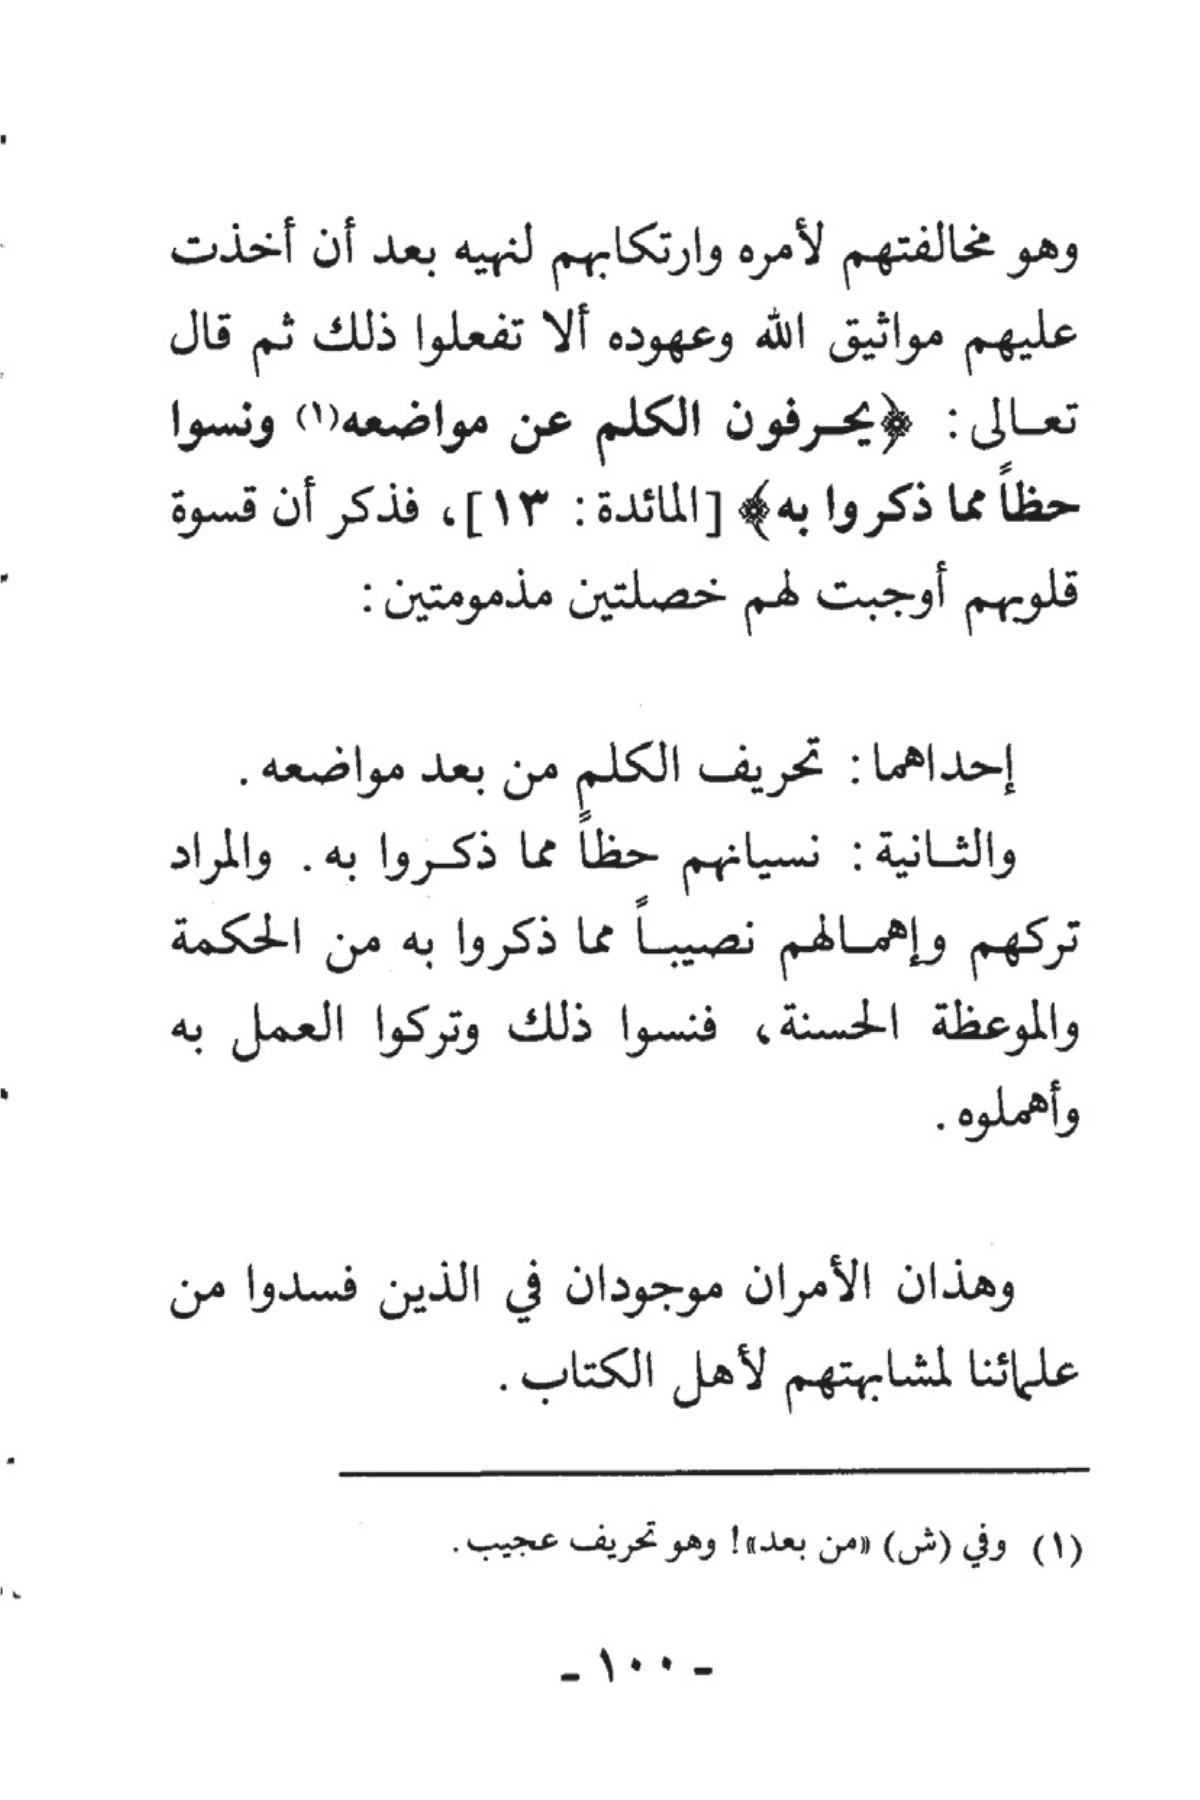 وهو مخالفتهم لأمره وارتكابهم لنهيه بعد أن أخذت
عليهم مواثيق الله وعهوده ألا تفعلوا ذلك ثم قال
تعالى: ﴿يحرفون الكلم عن مواضعه(١) ونسوا
حظاً مما ذكروا به﴾ [المائدة: ١٣]، فذكر أن قسوة
قلوبهم أوجبت لهم خصلتين مذمومتين:
إحداهما: تحريف الكلم من بعد مواضعه.
والثانية: نسيانهم حظاً مما ذكروا به. والمراد
تركهم وإهمالهم نصيباً مما ذكروا به من الحكمة
والموعظة الحسنة، فنسوا ذلك وتركوا العمل به
وأهملوه.
وهذان الأمران موجودان في الذين فسدوا من
علمائنا لمشابهتهم لأهل الكتاب.
(١) وفي (ش) «من بعد»! وهو تحريف عجيب.
- ١٠٠ -